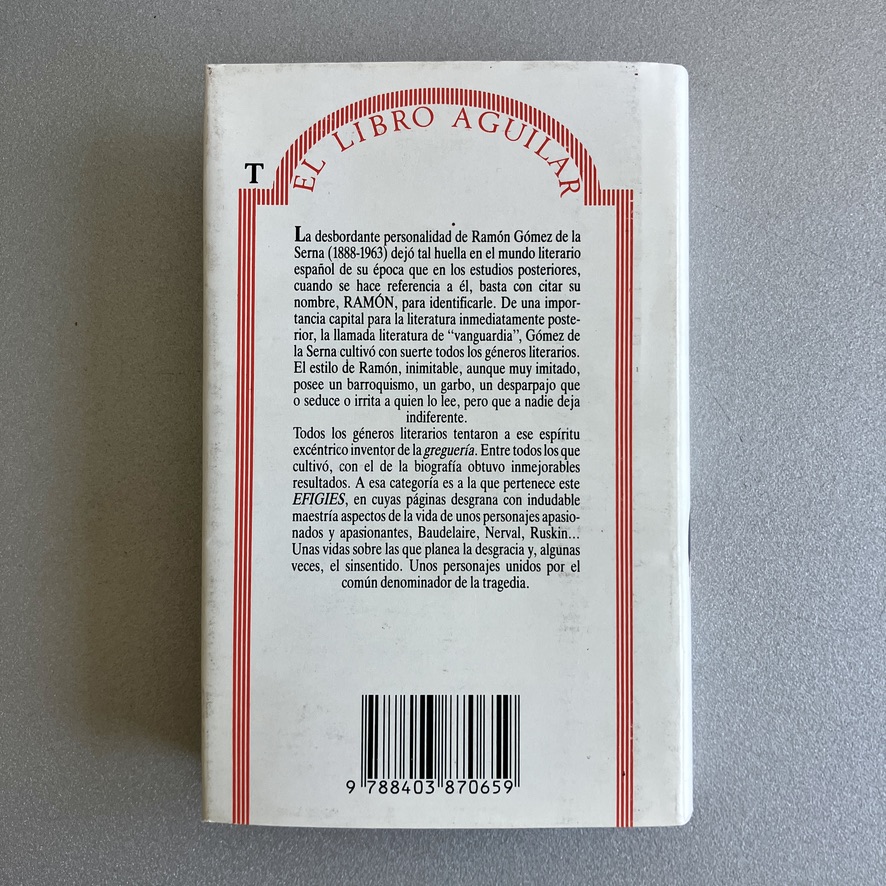 EL LIBRO AGUILAR
T
La desbordante personalidad de Ramón Gómez de la
Serna (1888-1963) dejó tal huella en el mundo literario
español de su época que en los estudios posteriores,
cuando se hace referencia a él, basta con citar su
nombre, RAMÓN, para identificarle. De una impor-
tancia capital para la literatura inmediatamente poste-
rior, la llamada literatura de “vanguardia”, Gómez de
la Serna cultivó con suerte todos los géneros literarios.
El estilo de Ramón, inimitable, aunque muy imitado,
posee un barroquismo, un garbo, un desparpajo que
o seduce o irrita a quien lo lee, pero que a nadie deja
indiferente.
Todos los géneros literarios tentaron a ese espíritu
excéntrico inventor de la greguería. Entre todos los que
cultivó, con el de la biografía obtuvo inmejorables
resultados. A esa categoría es a la que pertenece este
EFIGIES, en cuyas páginas desgrana con indudable
maestría aspectos de la vida de unos personajes apasio-
nados y apasionantes, Baudelaire, Nerval, Ruskin...
Unas vidas sobre las que planea la desgracia y, algunas
veces, el sinsentido. Unos personajes unidos por el
común denominador de la tragedia.
9 788403 870659